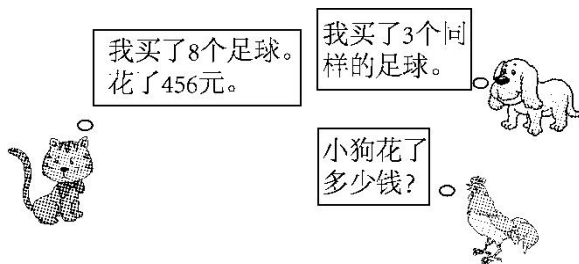 我买了8个足球。
花了456元。
我买了3个同
样的足球。
小狗花了
多少钱?